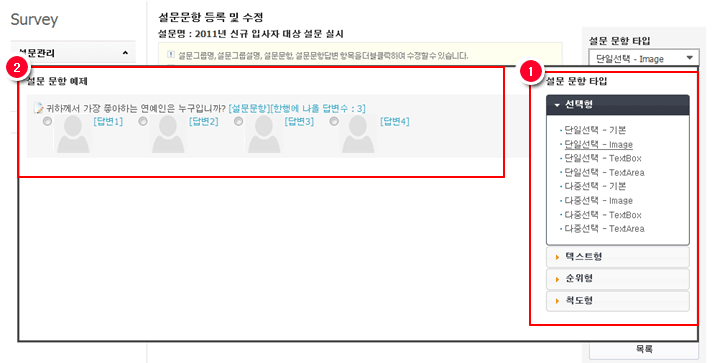 Survey
설문관리
설문문항 등록 및 수정
설문명 : 2011년 신규 입사자 대상 설문 실시
설문그룹명, 설문그룹설명, 설문문항, 설문문항답변 항목을 더블클릭하여 수정할 수 있습니다.
설문 문항 타입
단일선택 - Image
2
설문 문항 예제
귀하께서 가장 좋아하는 연예인은 누구입니까? [설문문항][한행에 나올 답변수 : 3]
[답변1] [답변2] [답변3] [답변4]
1
설문 문항 타입
선택형
단일선택 - 기본
단일선택 - Image
단일선택 - TextBox
단일선택 - TextArea
다중선택 - 기본
다중선택 - Image
다중선택 - TextBox
다중선택 - TextArea
텍스트형
순위형
척도형
목록